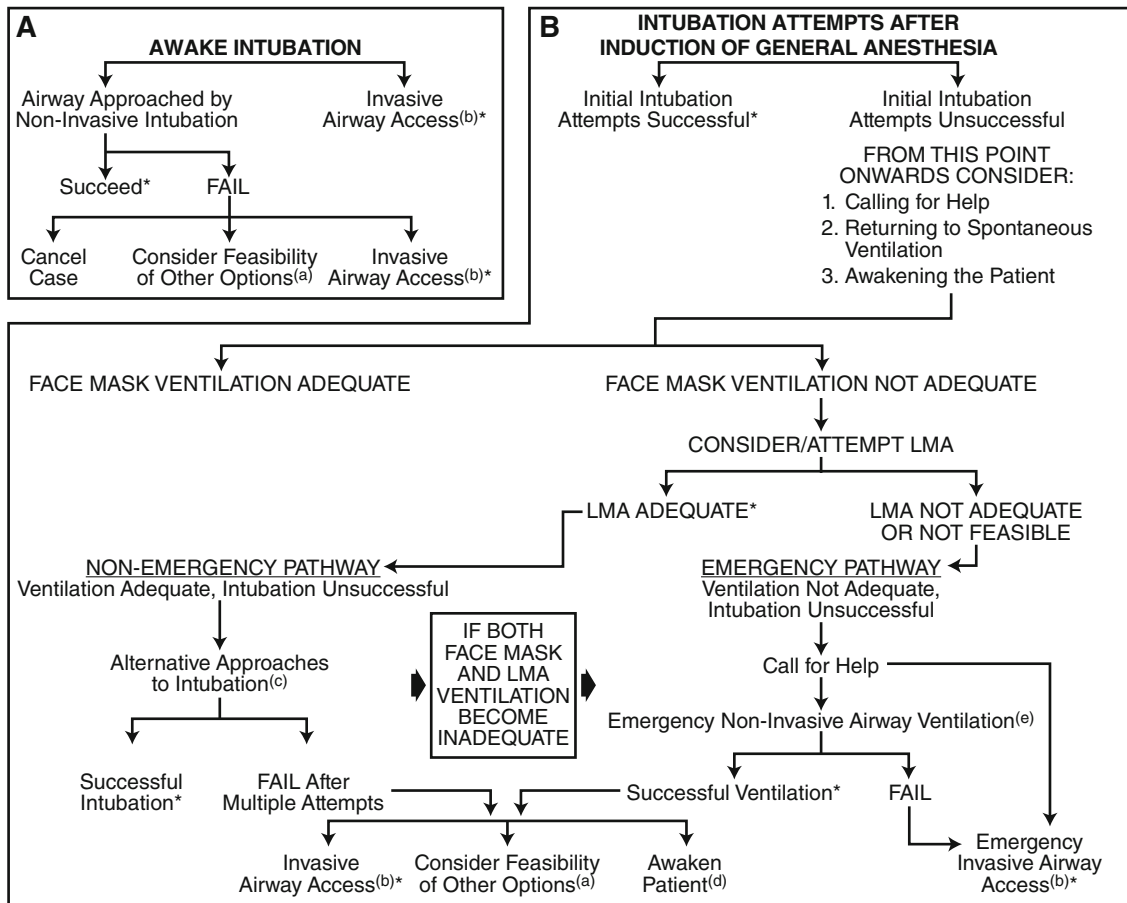 A
AWAKE INTUBATION
Airway Approached by
Non-Invasive Intubation
Invasive
Airway Access(b)*
Succeed*
FAIL
Cancel
Case
Consider Feasibility
of Other Options(a)
Invasive
Airway Access(b)*
B
INTUBATION ATTEMPTS AFTER
INDUCTION OF GENERAL ANESTHESIA
Initial Intubation
Attempts Successful*
Initial Intubation
Attempts Unsuccessful
FROM THIS POINT
ONWARDS CONSIDER:
1. Calling for Help
2. Returning to Spontaneous
Ventilation
3. Awakening the Patient
FACE MASK VENTILATION ADEQUATE
FACE MASK VENTILATION NOT ADEQUATE
CONSIDER/ATTEMPT LMA
LMA ADEQUATE*
LMA NOT ADEQUATE
OR NOT FEASIBLE
NON-EMERGENCY PATHWAY
Ventilation Adequate, Intubation Unsuccessful
EMERGENCY PATHWAY
Ventilation Not Adequate,
Intubation Unsuccessful
Alternative Approaches
to Intubation(c)
IF BOTH
FACE MASK
AND LMA
VENTILATION
BECOME
INADEQUATE
Call for Help
Emergency Non-Invasive Airway Ventilation(e)
Successful
Intubation*
FAIL After
Multiple Attempts
Successful Ventilation*
FAIL
Invasive
Airway Access(b)*
Consider Feasibility
of Other Options(a)
Awaken
Patient(d)
Emergency
Invasive Airway
Access(b)*